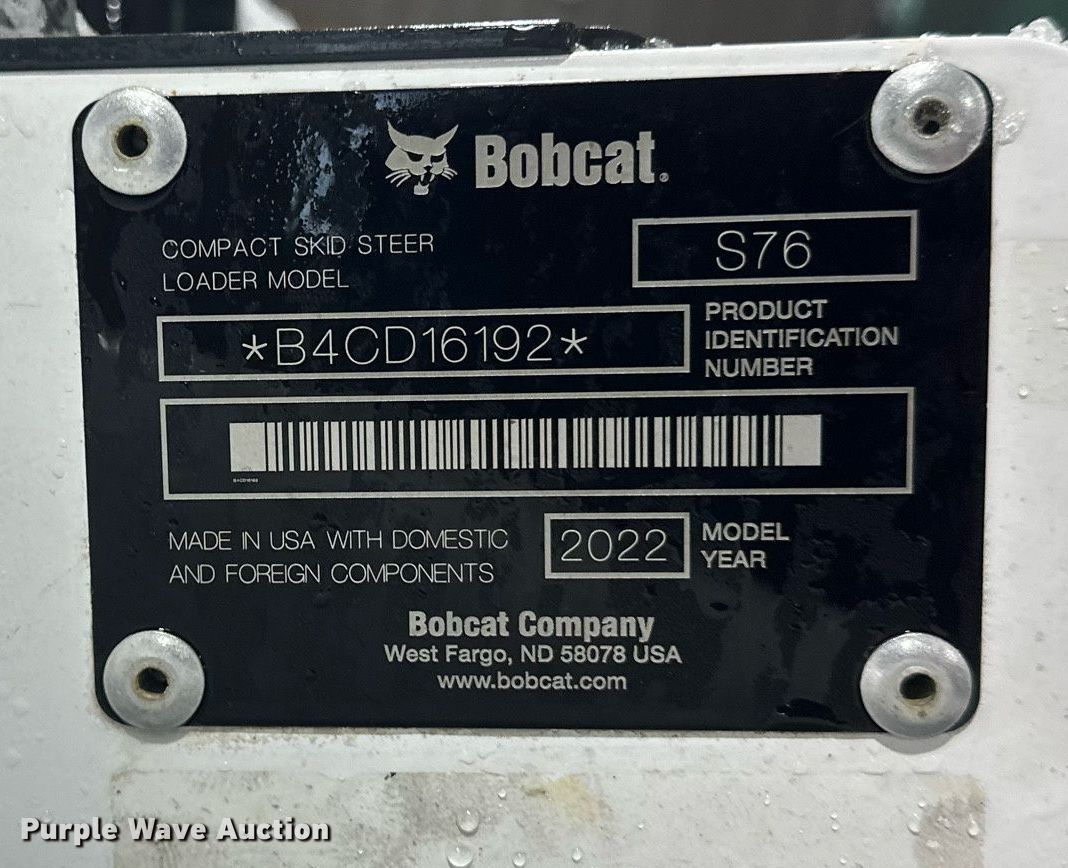 Bobcat®
COMPACT SKID STEER
LOADER MODEL
S76
*B4CD16192*
PRODUCT
IDENTIFICATION
NUMBER
B4CD16192
MADE IN USA WITH DOMESTIC
AND FOREIGN COMPONENTS
2022
MODEL
YEAR
Bobcat Company
West Fargo, ND 58078 USA
www.bobcat.com
Purple Wave Auction